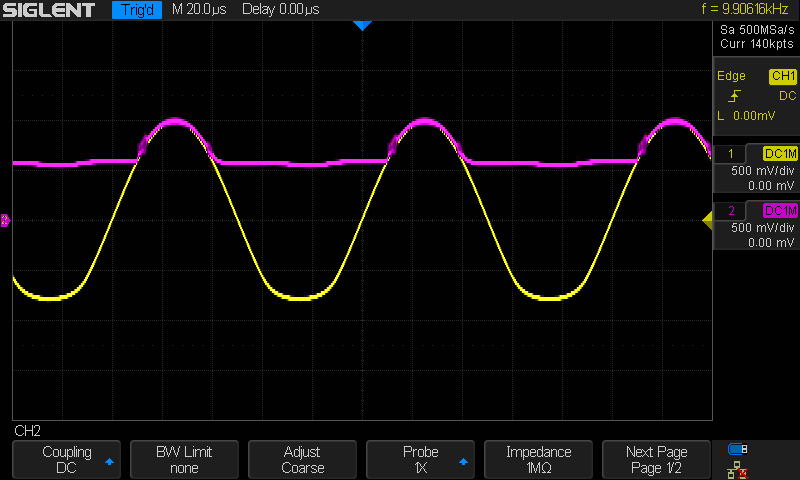 SIGLENT Trig'd M 20.0µs Delay 0.00µs f = 9.90616kHz
Sa 500MSa/s
Curr 140kpts
Edge CH1
DC
L 0.00mV
1 DC1M
500 mV/div
0.00 mV
2 DC1M
500 mV/div
0.00 mV
CH2
Coupling BW Limit Adjust Probe Impedance Next Page
DC none Coarse 1X 1MΩ Page 1/2